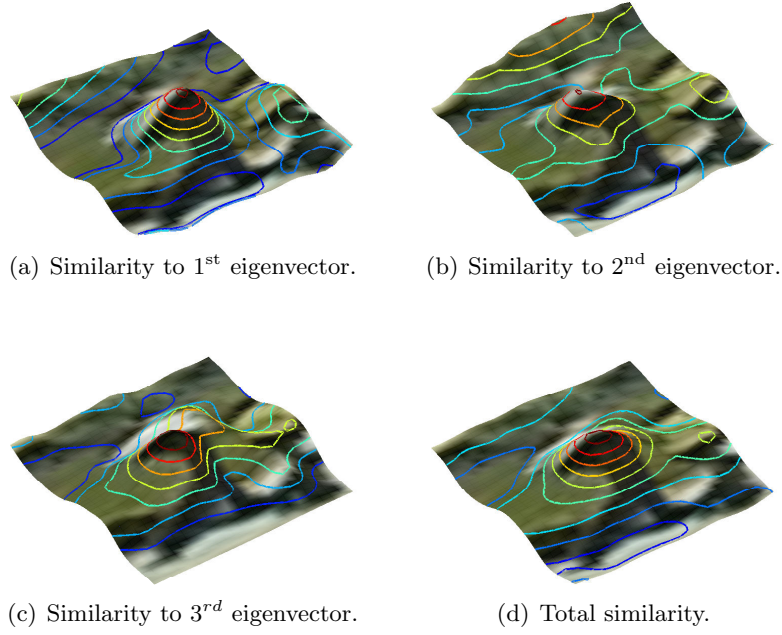 (a) Similarity to 1st eigenvector.
(b) Similarity to 2nd eigenvector.
(c) Similarity to 3rd eigenvector.
(d) Total similarity.